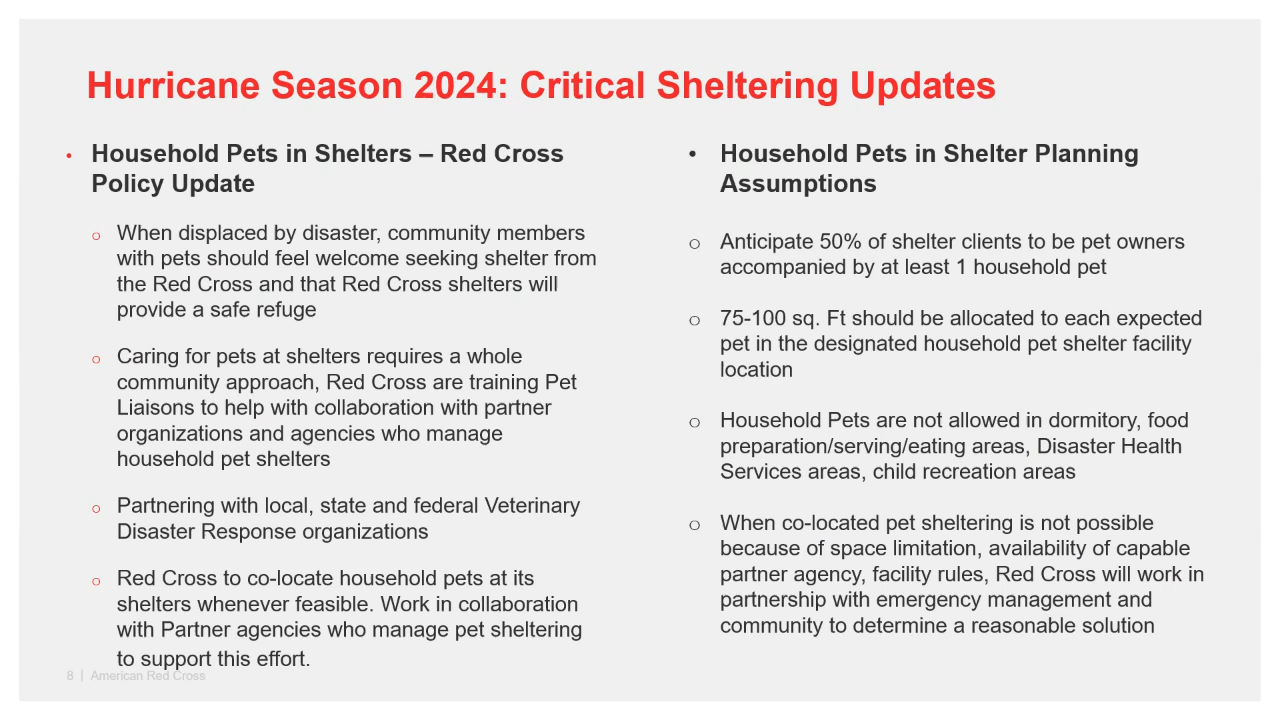 Hurricane Season 2024: Critical Sheltering Updates
• Household Pets in Shelters – Red Cross
Policy Update
o When displaced by disaster, community members
with pets should feel welcome seeking shelter from
the Red Cross and that Red Cross shelters will
provide a safe refuge
o Caring for pets at shelters requires a whole
community approach, Red Cross are training Pet
Liaisons to help with collaboration with partner
organizations and agencies who manage
household pet shelters
o Partnering with local, state and federal Veterinary
Disaster Response organizations
o Red Cross to co-locate household pets at its
shelters whenever feasible. Work in collaboration
with Partner agencies who manage pet sheltering
to support this effort.
• Household Pets in Shelter Planning
Assumptions
o Anticipate 50% of shelter clients to be pet owners
accompanied by at least 1 household pet
o 75-100 sq. Ft should be allocated to each expected
pet in the designated household pet shelter facility
location
o Household Pets are not allowed in dormitory, food
preparation/serving/eating areas, Disaster Health
Services areas, child recreation areas
o When co-located pet sheltering is not possible
because of space limitation, availability of capable
partner agency, facility rules, Red Cross will work in
partnership with emergency management and
community to determine a reasonable solution
8 | American Red Cross